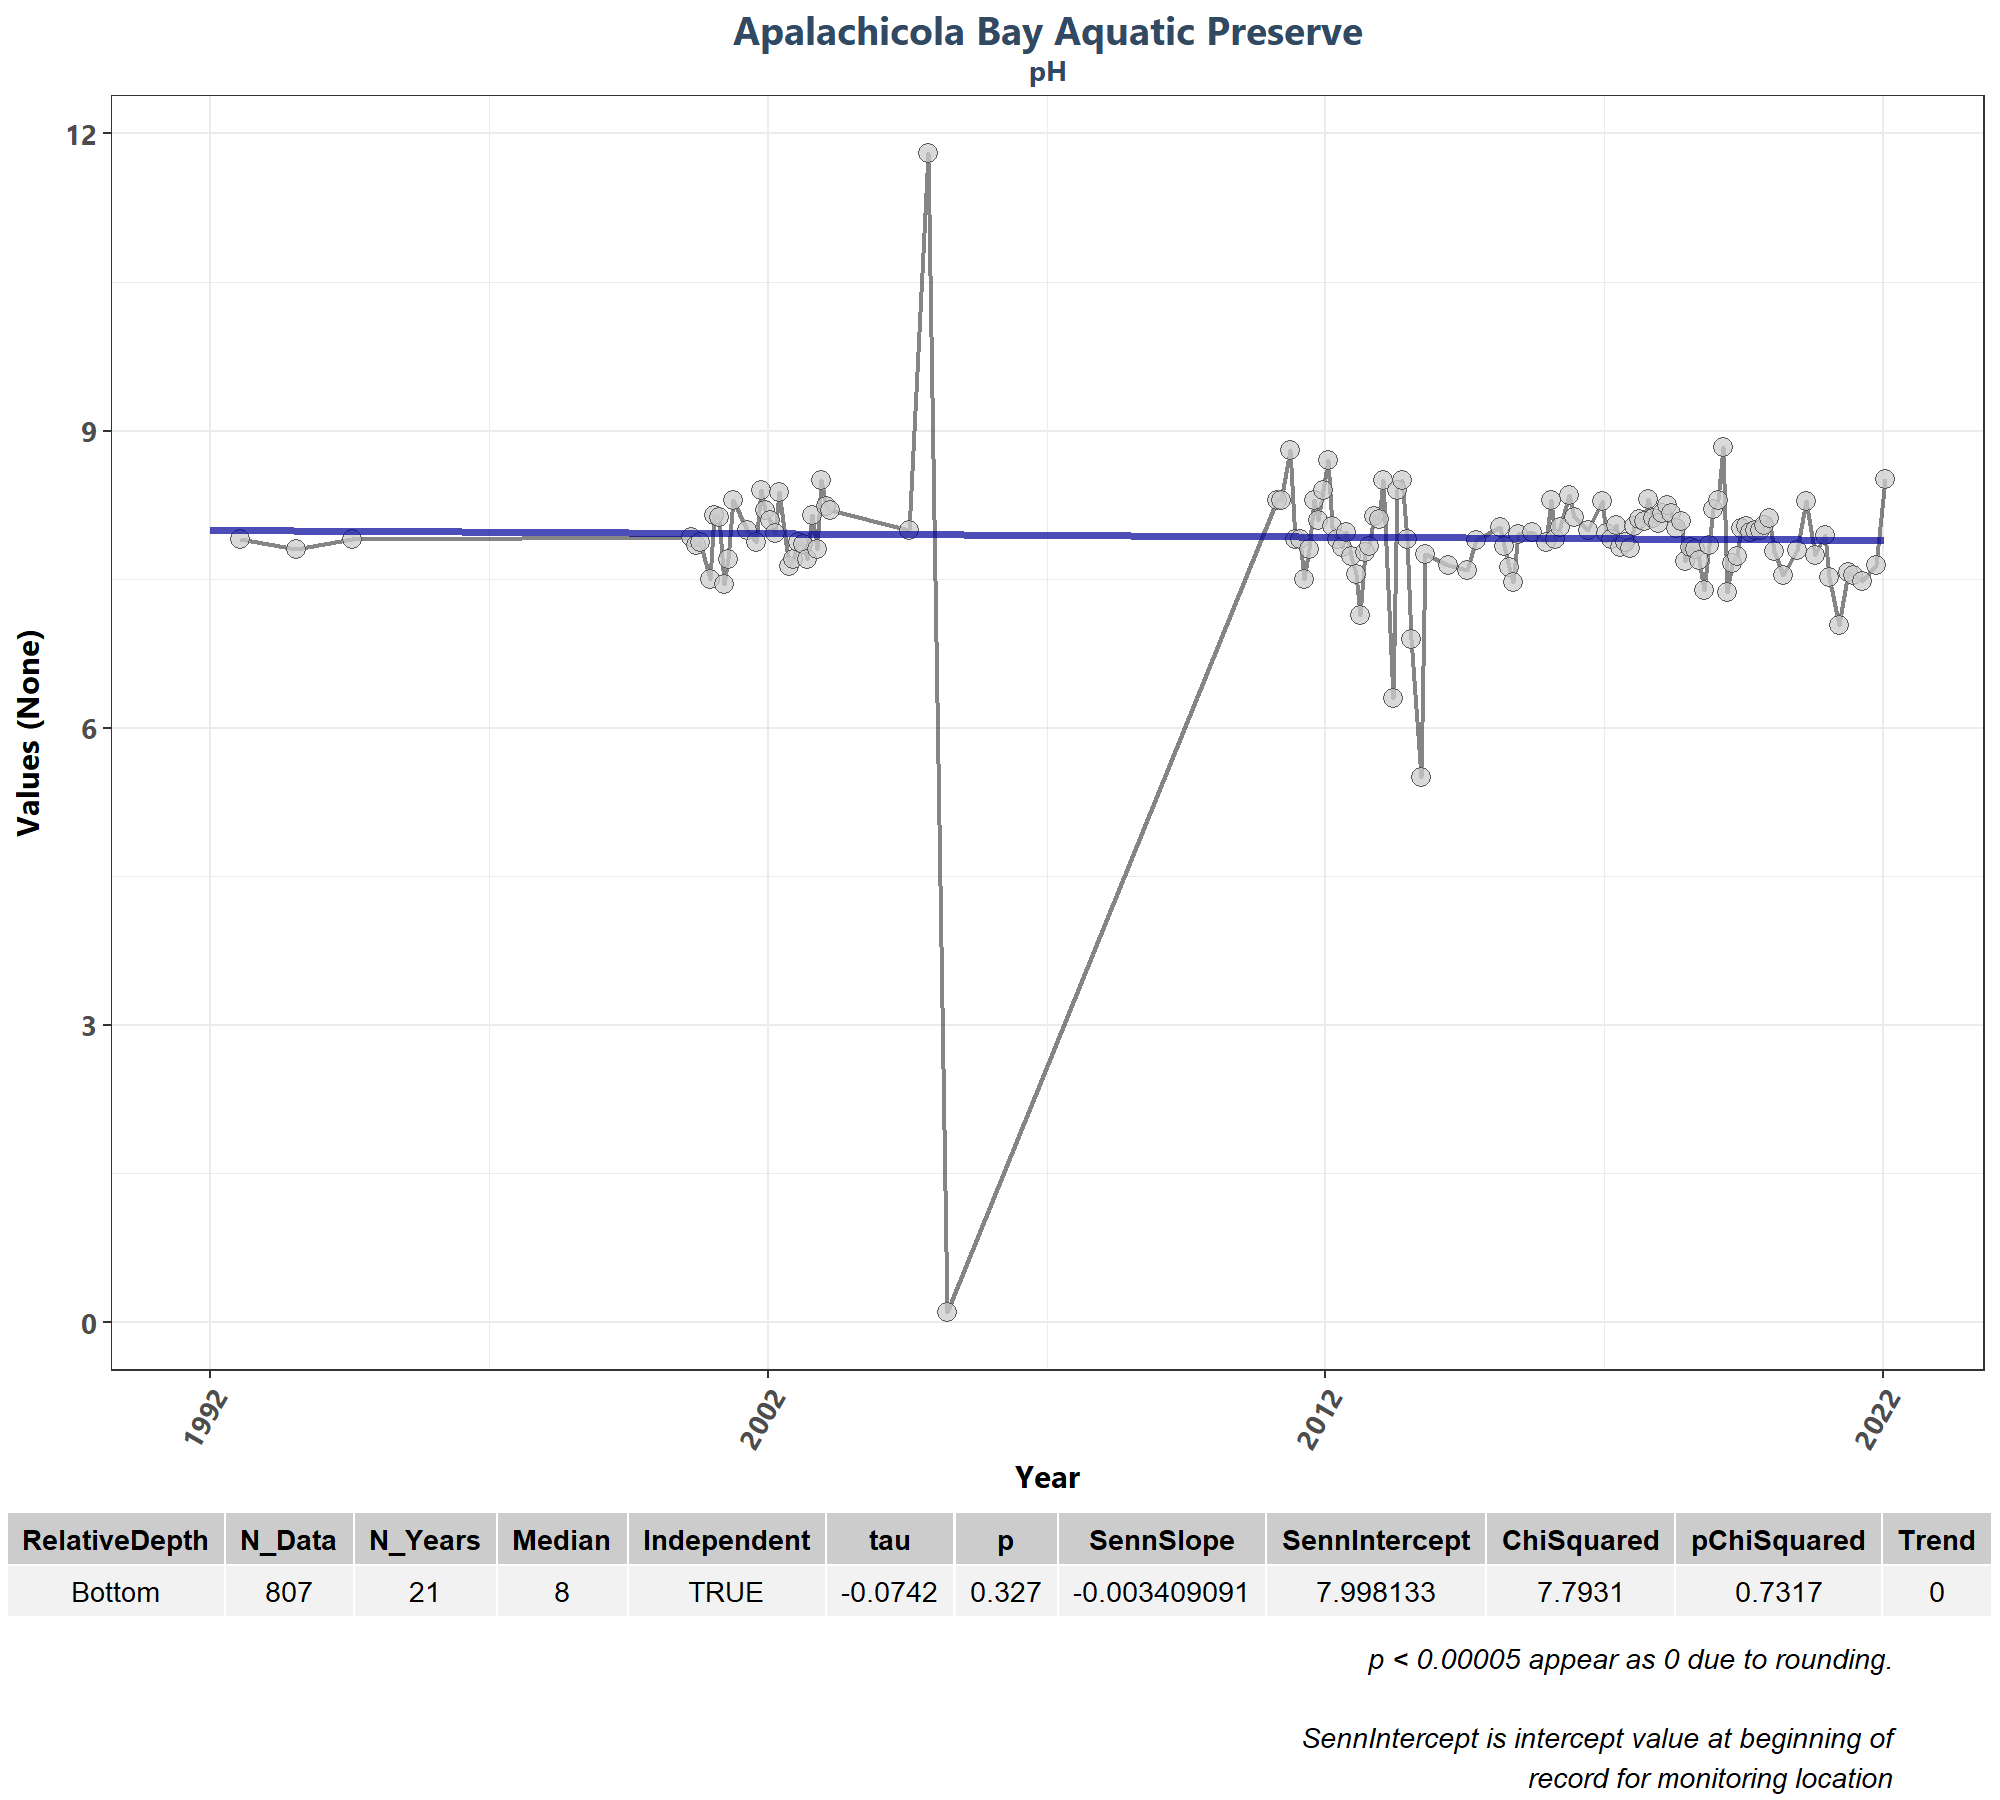 Apalachicola Bay Aquatic Preserve
pH
12
9
6
3
0
Values (None)
1992
2002
2012
2022
Year
RelativeDepth N_Data N_Years Median Independent tau p SennSlope SennIntercept ChiSquared pChiSquared Trend
Bottom 807 21 8 TRUE -0.0742 0.327 -0.003409091 7.998133 7.7931 0.7317 0
p < 0.00005 appear as 0 due to rounding.
SennIntercept is intercept value at beginning of
record for monitoring location